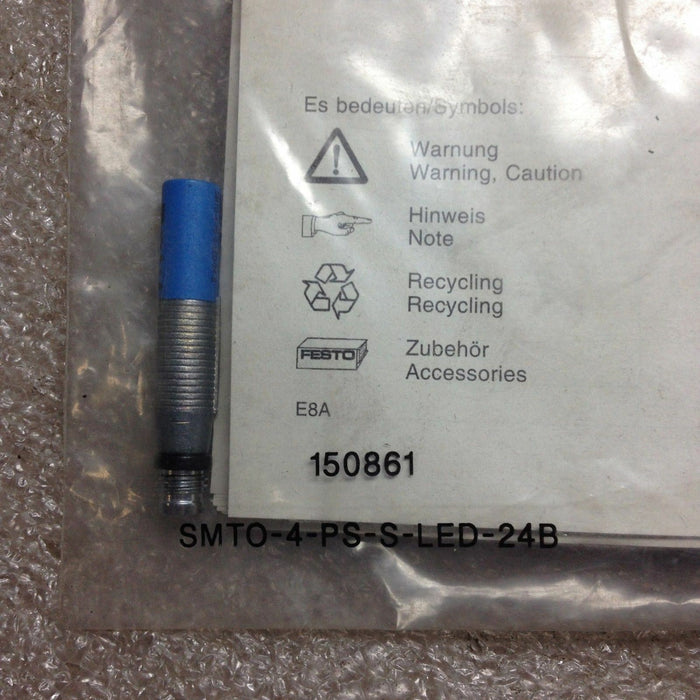 Es bedeuten/Symbols:
Warnung
Warning, Caution
Hinweis
Note
Recycling
Recycling
FESTO
Zubehör
Accessories
E8A
150861
SMTO-4-PS-S-LED-24B